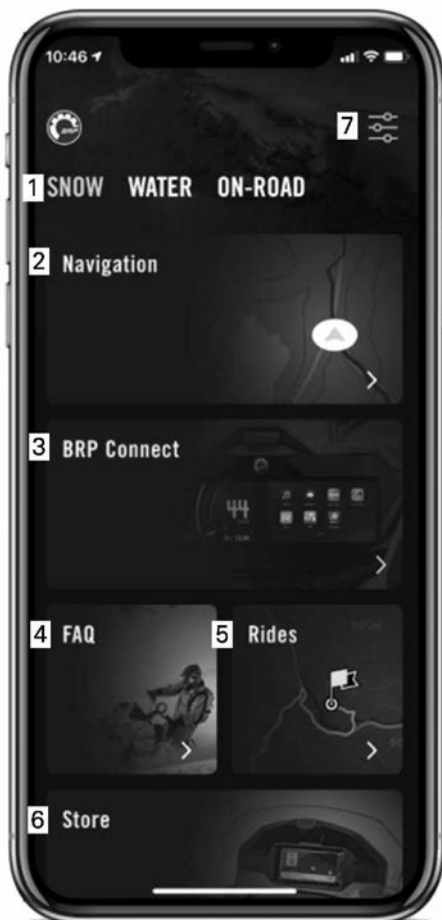 10:46
7
1 SNOW WATER ON-ROAD
2 Navigation
3 BRP Connect
44
4 FAQ
5 Rides
6 Store